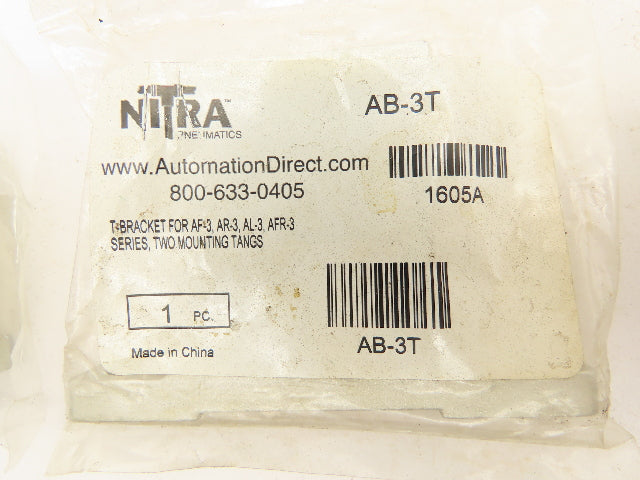 NITRA™
PNEUMATICS
AB-3T
www.AutomationDirect.com
800-633-0405
1605A
T-BRACKET FOR AF-3, AR-3, AL-3, AFR-3
SERIES, TWO MOUNTING TANGS
1 PC.
AB-3T
Made in China